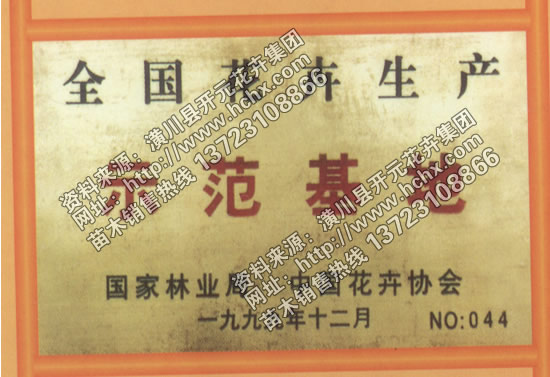 全国花卉生产
示范基地
国家林业局 中国花卉协会
一九九 年十二月 NO:044
资料来源：潢川县开元花卉集团
网址：http://www.hchx.com
苗木销售热线 13723108866
资料来源：潢川县开元花卉集团
网址：http://www.hchx.com
苗木销售热线 13723108866